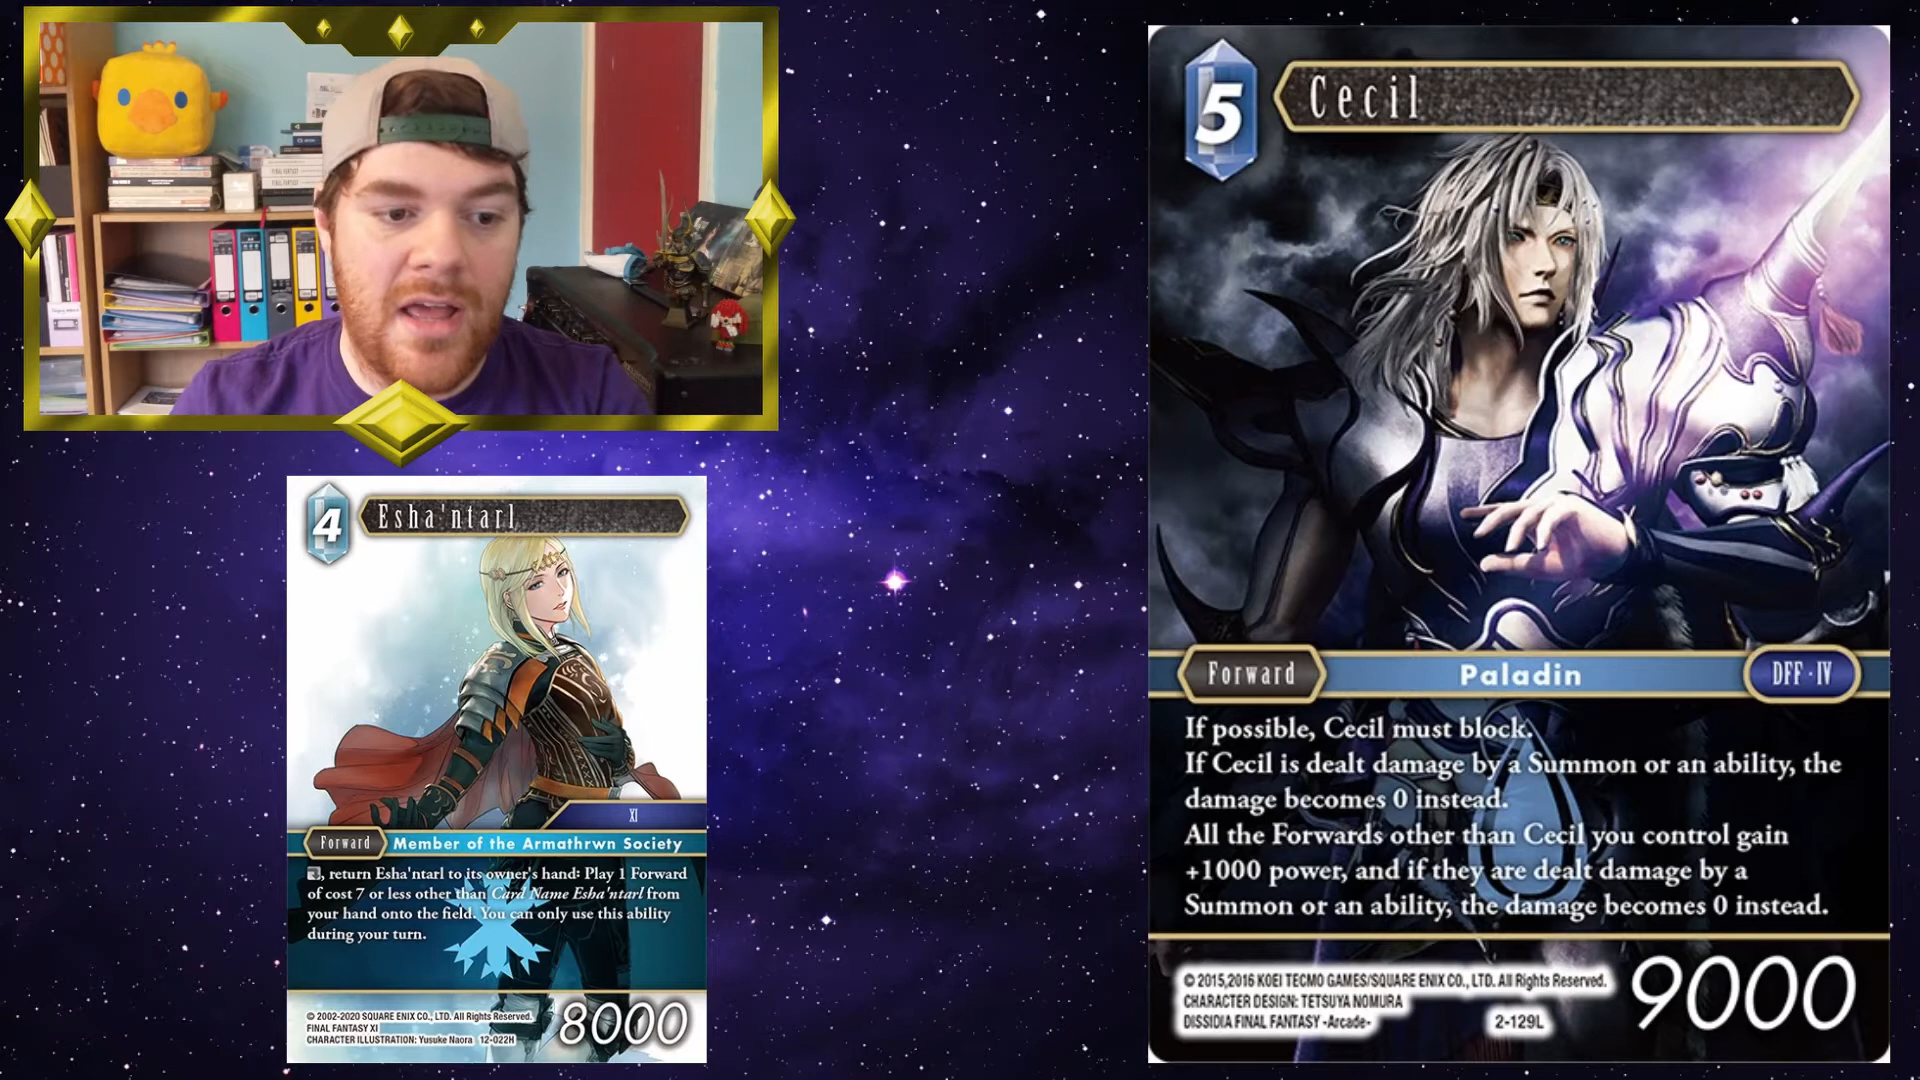 FINAL FANTASY
FINAL FANTASY
4
Esha'ntarl
XI
Forward
Member of the Armathrwn Society
, return Esha'ntarl to its owner's hand: Play 1 Forward
of cost 7 or less other than Card Name Esha'ntarl from
your hand onto the field. You can only use this ability
during your turn.
© 2002-2020 SQUARE ENIX CO., LTD. All Rights Reserved.
FINAL FANTASY XI
CHARACTER ILLUSTRATION: Yusuke Naora 12-022H
8000
5
Cecil
Forward
Paladin
DFF · IV
If possible, Cecil must block.
If Cecil is dealt damage by a Summon or an ability, the
damage becomes 0 instead.
All the Forwards other than Cecil you control gain
+1000 power, and if they are dealt damage by a
Summon or an ability, the damage becomes 0 instead.
© 2015,2016 KOEI TECMO GAMES/SQUARE ENIX CO., LTD. All Rights Reserved.
CHARACTER DESIGN: TETSUYA NOMURA
DISSIDIA FINAL FANTASY -Arcade-
2-129L
9000